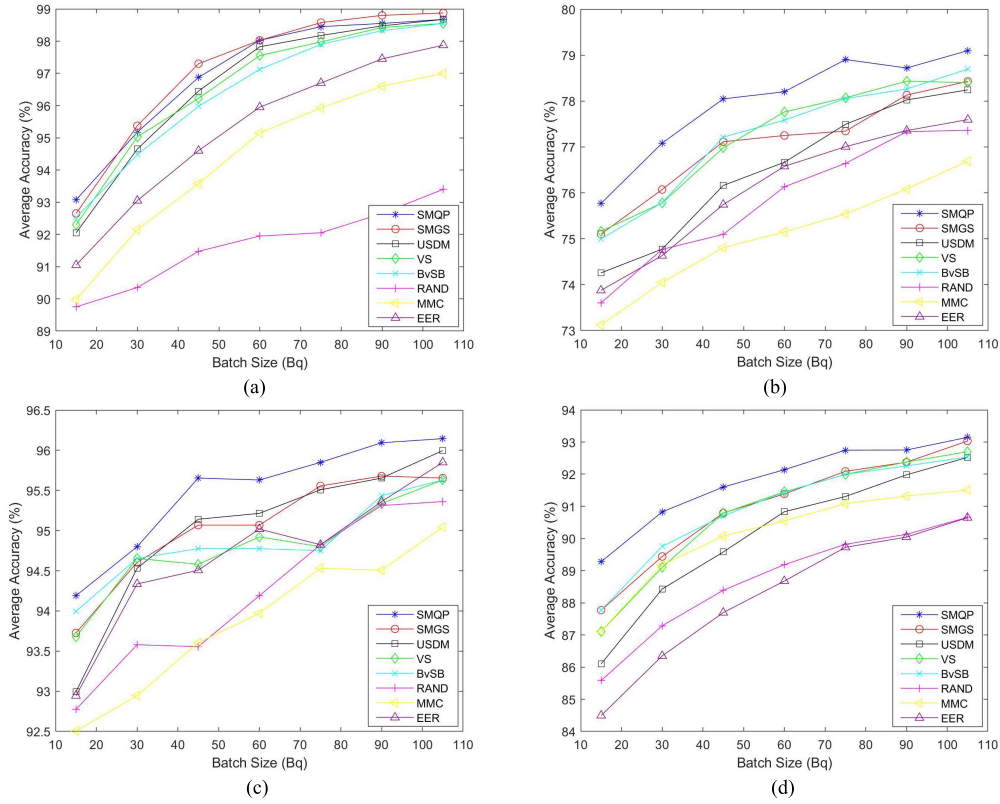 99
98
97
96
95
94
93
92
91
90
89
Average Accuracy (%)
10 20 30 40 50 60 70 80 90 100 110
Batch Size (Bq)
SMQP
SMGS
USDM
VS
BvSB
RAND
MMC
EER
(a)
80
79
78
77
76
75
74
73
Average Accuracy (%)
10 20 30 40 50 60 70 80 90 100 110
Batch Size (Bq)
SMQP
SMGS
USDM
VS
BvSB
RAND
MMC
EER
(b)
96.5
96
95.5
95
94.5
94
93.5
93
92.5
Average Accuracy (%)
10 20 30 40 50 60 70 80 90 100 110
Batch Size (Bq)
SMQP
SMGS
USDM
VS
BvSB
RAND
MMC
EER
(c)
94
93
92
91
90
89
88
87
86
85
84
Average Accuracy (%)
10 20 30 40 50 60 70 80 90 100 110
Batch Size (Bq)
SMQP
SMGS
USDM
VS
BvSB
RAND
MMC
EER
(d)